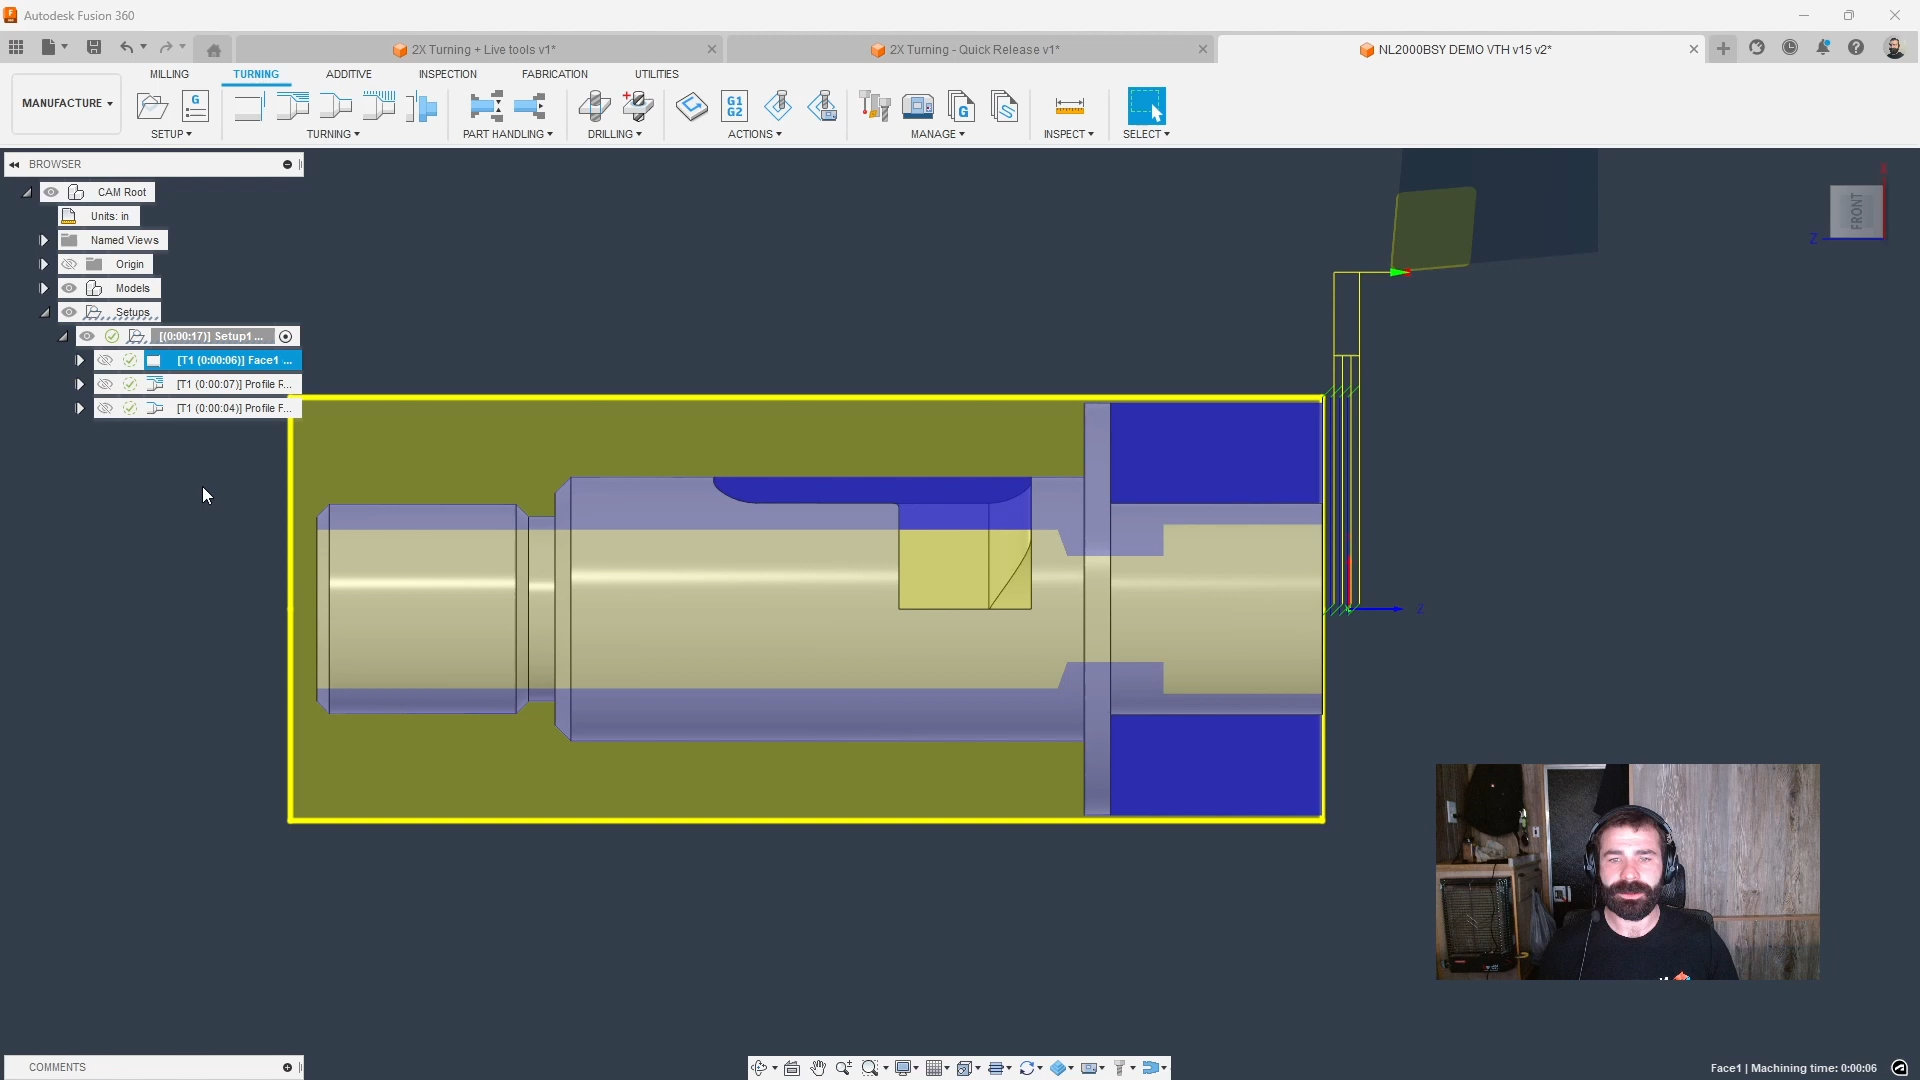 Autodesk Fusion 360
2X Turning + Live tools v1*
2X Turning - Quick Release v1*
NL2000BSY DEMO VTH v15 v2*
MILLING
TURNING
ADDITIVE
INSPECTION
FABRICATION
UTILITIES
MANUFACTURE
G
G1
G2
G
SETUP
TURNING
PART HANDLING
DRILLING
ACTIONS
MANAGE
INSPECT
SELECT
BROWSER
CAM Root
Units: in
Named Views
Origin
Models
Setups
[(0:00:17)] Setup1 ...
[T1 (0:00:06)] Face1 ...
[T1 (0:00:07)] Profile R...
[T1 (0:00:04)] Profile F...
FRONT
Z
Z
COMMENTS
Face1 | Machining time: 0:00:06